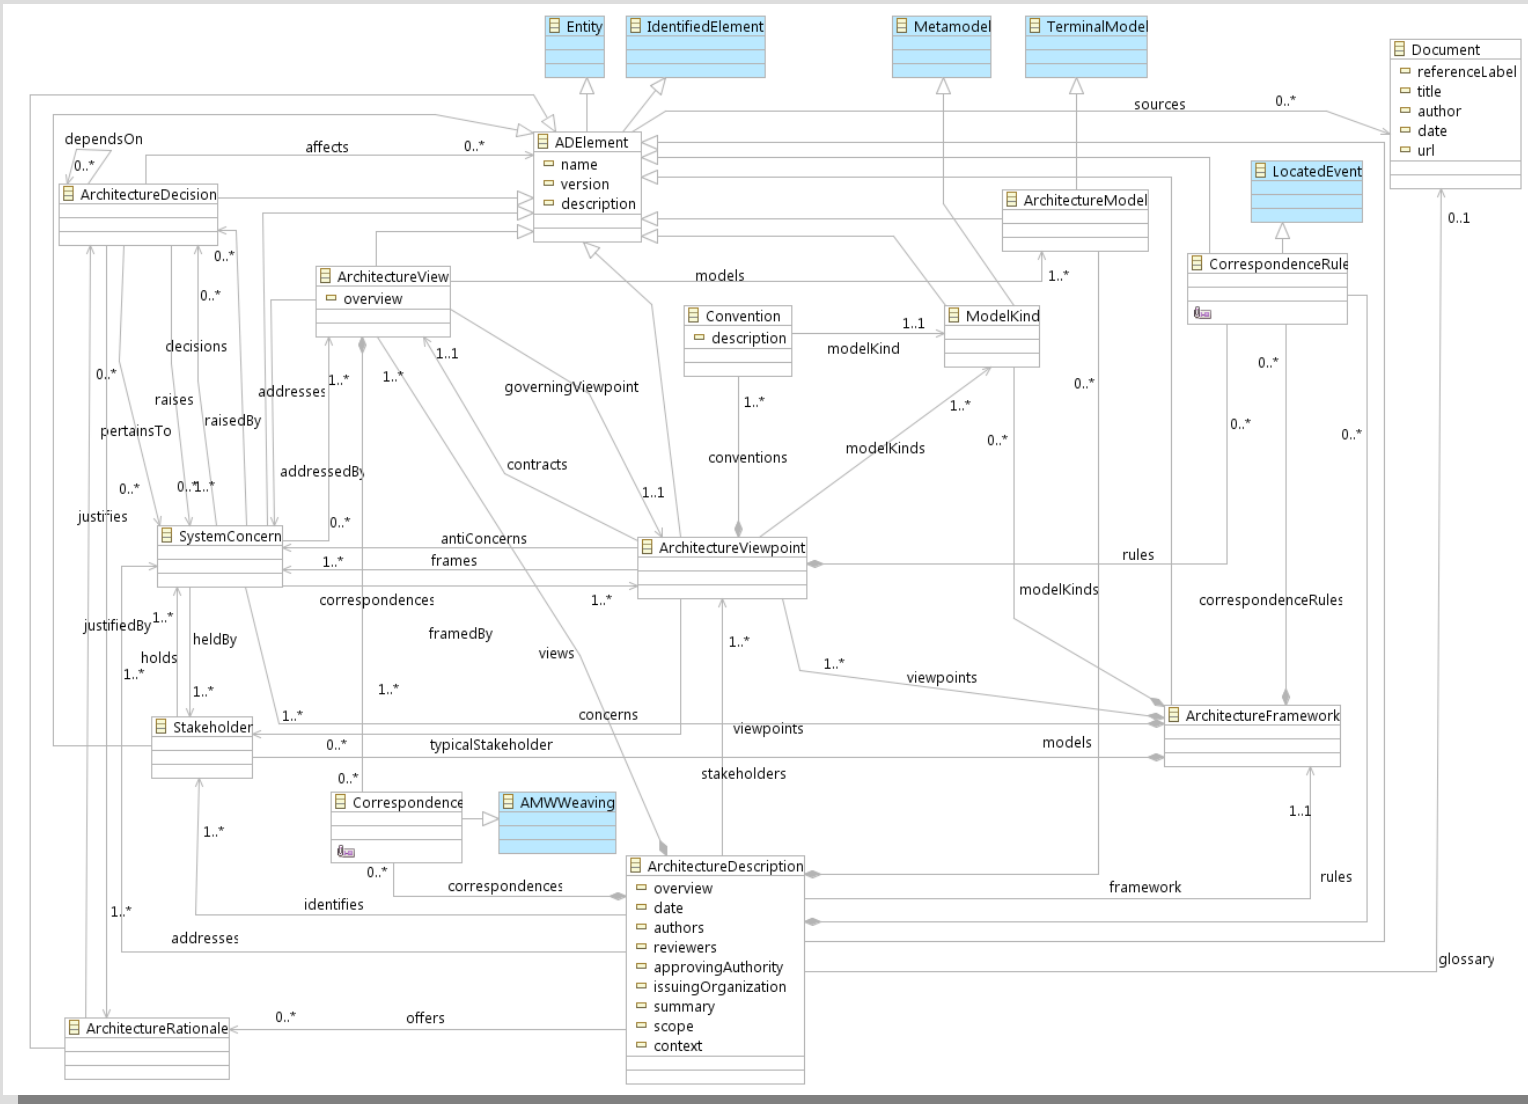 Entity
IdentifiedElement
Metamodel
TerminalModel
Document
referenceLabel
title
author
date
url
sources
0..*
dependsOn
0..*
affects
0..*
ADElement
name
version
description
LocatedEvent
ArchitectureDecision
ArchitectureModel
0..1
0..*
ArchitectureView
overview
models
1..*
CorrespondenceRule
0..*
Convention
description
1..1
modelKind
ModelKind
decisions
1..1
0..*
1..*
1..*
governingViewpoint
0..*
0..*
addresses
raises
raisedBy
1..*
1..*
0..*
0..*
pertainsTo
modelKinds
0..*
conventions
contracts
addressedBy
0..*
0..*
1..*
1..1
justifies
0..*
SystemConcern
antiConcerns
ArchitectureViewpoint
frames
1..*
rules
modelKinds
correspondences
1..*
correspondenceRules
1..*
justifiedBy
heldBy
framedBy
1..*
holds
views
1..*
1..*
viewpoints
1..*
1..*
1..*
concerns
ArchitectureFramework
Stakeholder
viewpoints
0..*
typicalStakeholder
models
stakeholders
0..*
Correspondence
AMWWeaving
1..1
1..*
0..*
ArchitectureDescription
overview
date
authors
reviewers
approvingAuthority
issuingOrganization
summary
scope
context
correspondences
framework
rules
identifies
1..*
addresses
glossary
0..*
offers
ArchitectureRationale